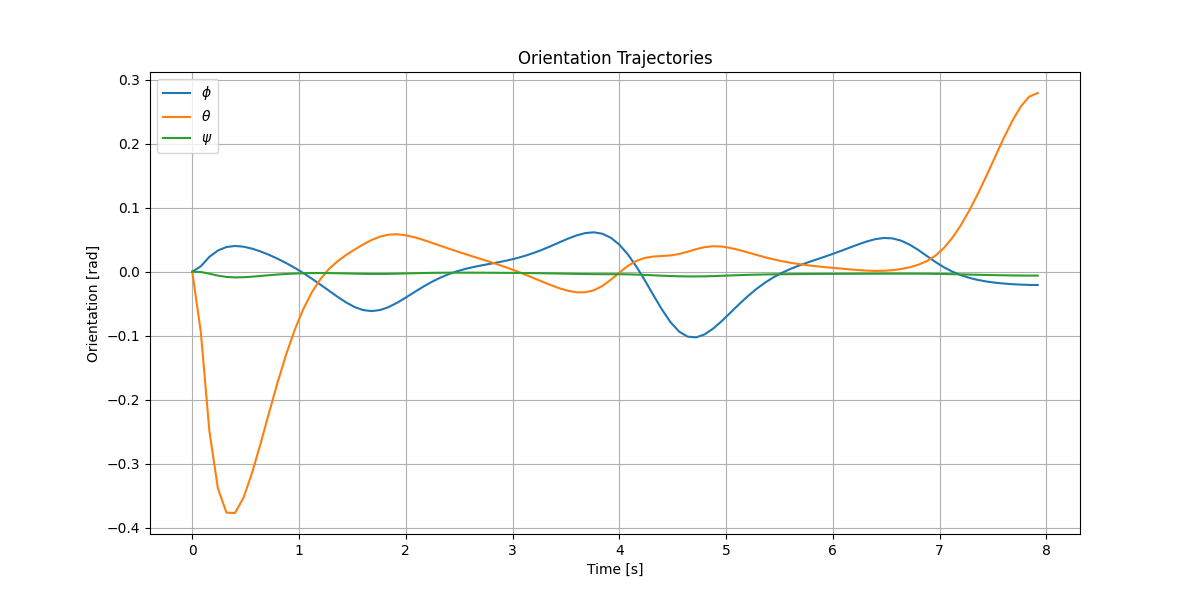 Orientation Trajectories
ϕ
θ
ψ
Orientation [rad]
0.3
0.2
0.1
0.0
−0.1
−0.2
−0.3
−0.4
0 1 2 3 4 5 6 7 8
Time [s]